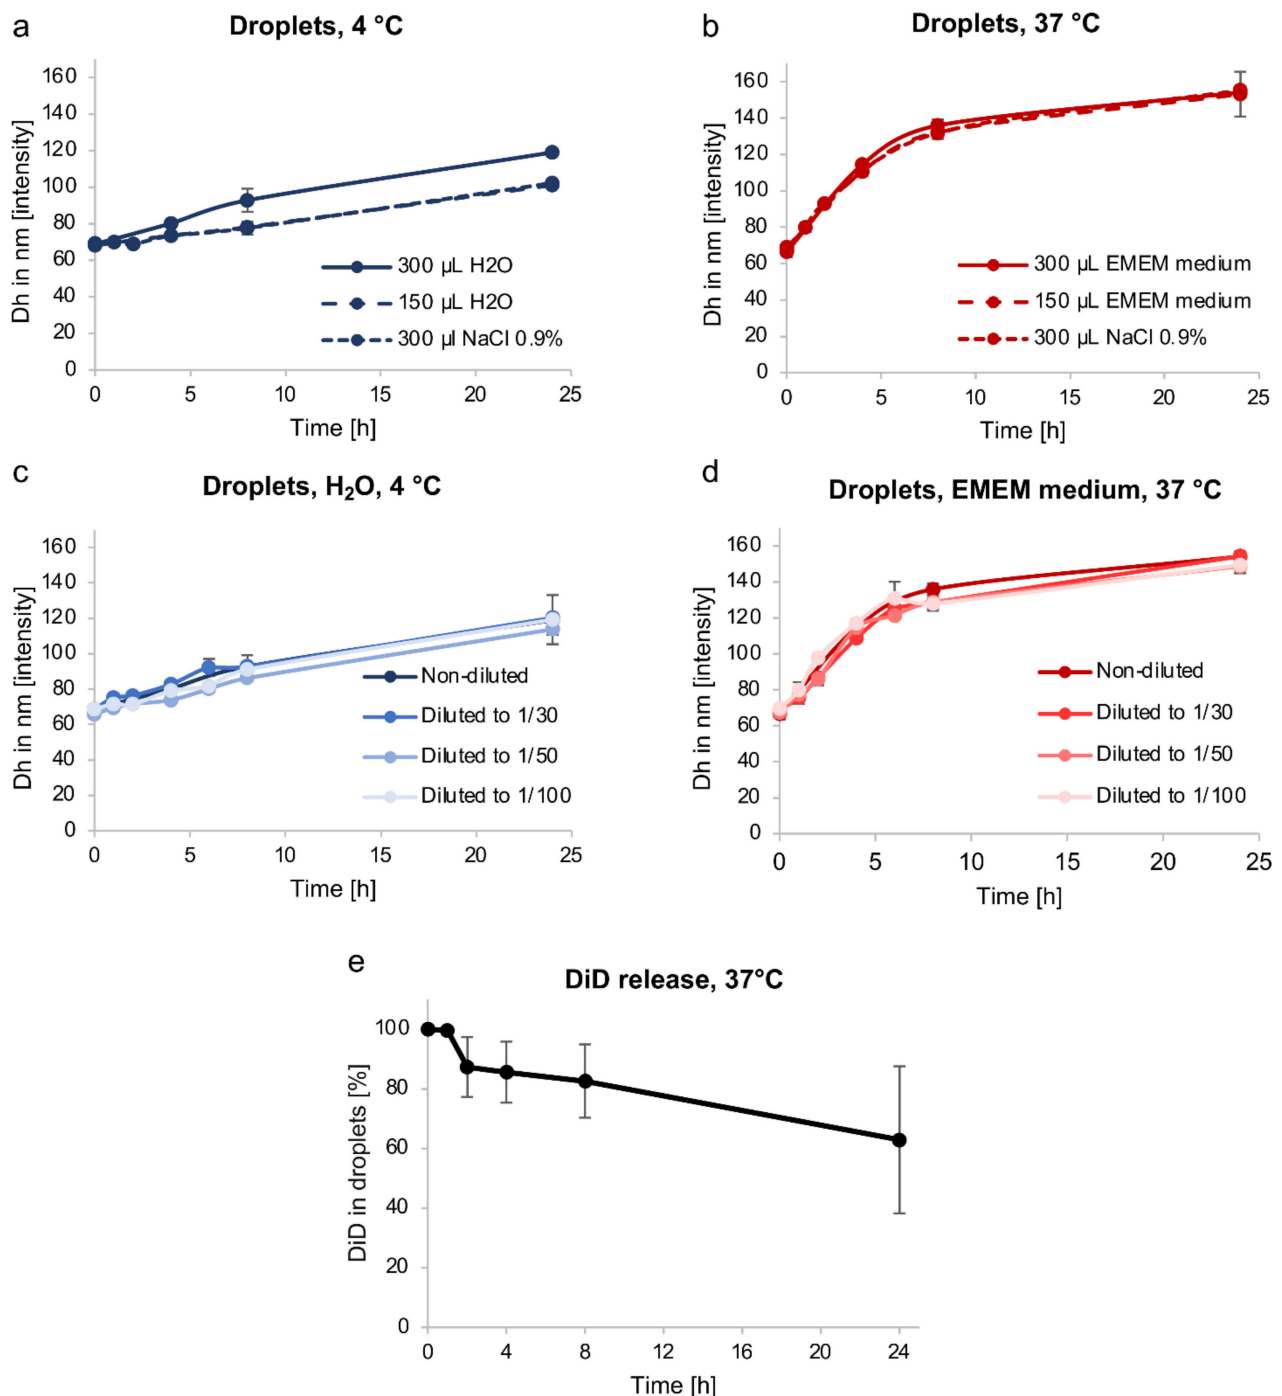 a
Droplets, 4 °C
Dh in nm [intensity]
160
140
120
100
80
60
40
20
0
0 5 10 15 20 25
Time [h]
300 µL H2O
150 µL H2O
300 µl NaCl 0.9%
b
Droplets, 37 °C
Dh in nm [intensity]
160
140
120
100
80
60
40
20
0
0 5 10 15 20 25
Time [h]
300 µL EMEM medium
150 µL EMEM medium
300 µL NaCl 0.9%
c
Droplets, H₂O, 4 °C
Dh in nm [intensity]
160
140
120
100
80
60
40
20
0
0 5 10 15 20 25
Time [h]
Non-diluted
Diluted to 1/30
Diluted to 1/50
Diluted to 1/100
d
Droplets, EMEM medium, 37 °C
Dh in nm [intensity]
160
140
120
100
80
60
40
20
0
0 5 10 15 20 25
Time [h]
Non-diluted
Diluted to 1/30
Diluted to 1/50
Diluted to 1/100
e
DiD release, 37°C
DiD in droplets [%]
100
80
60
40
20
0
0 4 8 12 16 20 24
Time [h]